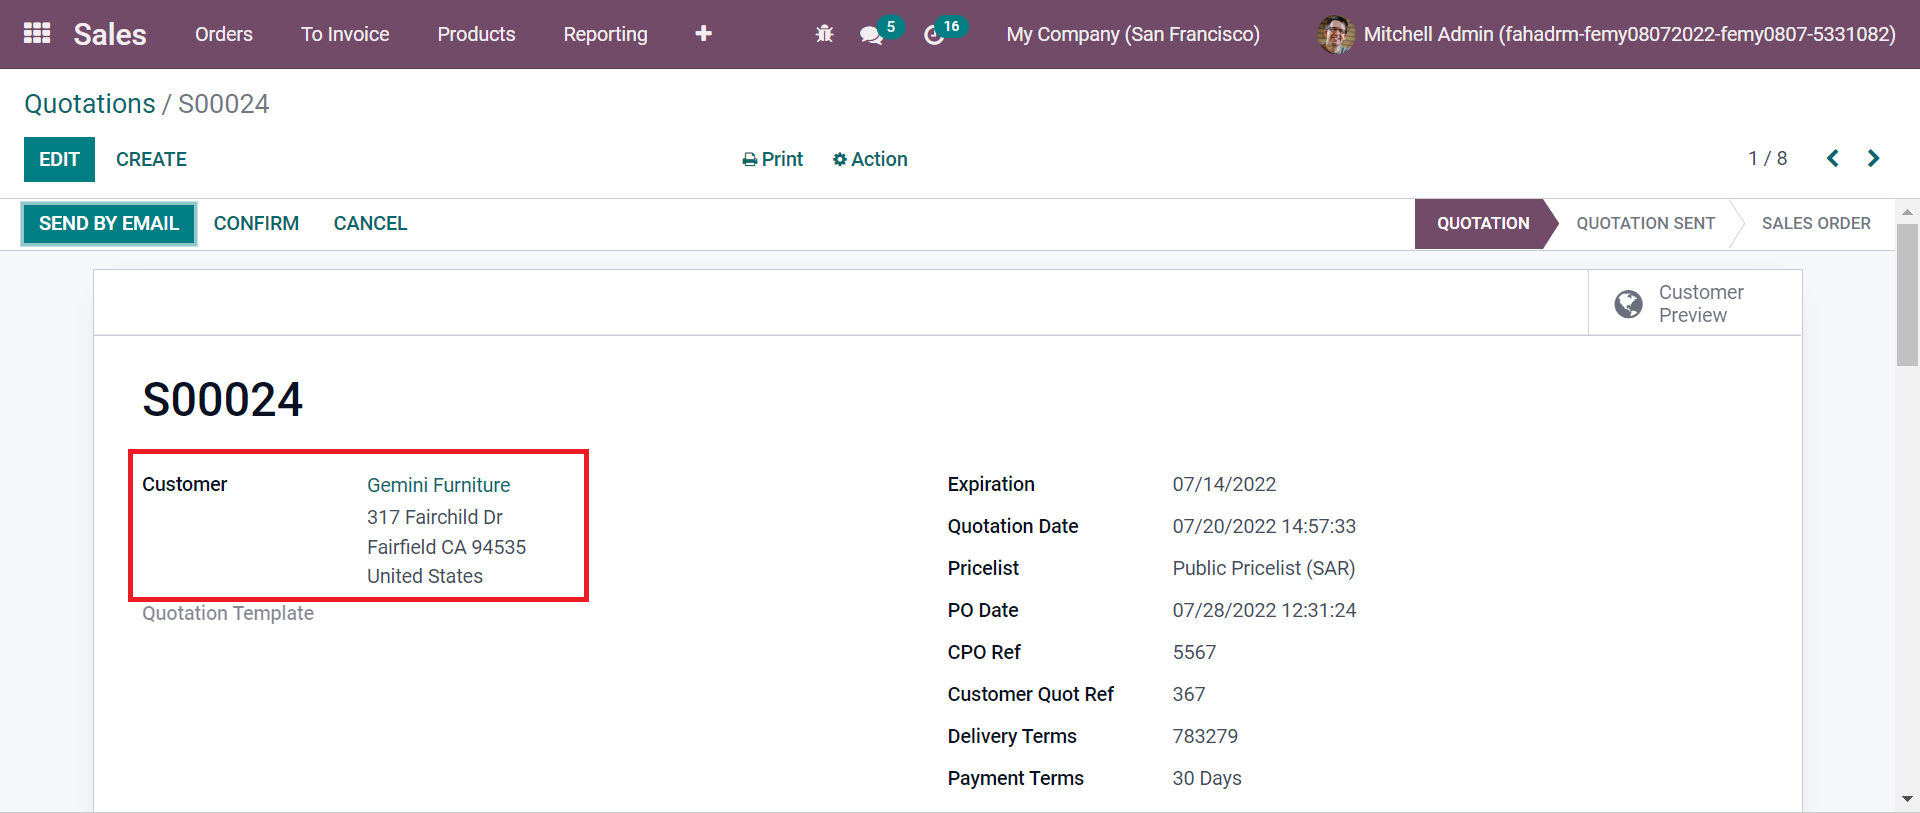 Sales Orders To Invoice Products Reporting 5 16 My Company (San Francisco) Mitchell Admin (fahadrm-femy08072022-femy0807-5331082)
Quotations / S00024
EDIT CREATE Print Action 1 / 8
SEND BY EMAIL CONFIRM CANCEL QUOTATION QUOTATION SENT SALES ORDER
Customer
Preview
S00024
Customer Gemini Furniture
317 Fairchild Dr
Fairfield CA 94535
United States
Quotation Template
Expiration 07/14/2022
Quotation Date 07/20/2022 14:57:33
Pricelist Public Pricelist (SAR)
PO Date 07/28/2022 12:31:24
CPO Ref 5567
Customer Quot Ref 367
Delivery Terms 783279
Payment Terms 30 Days